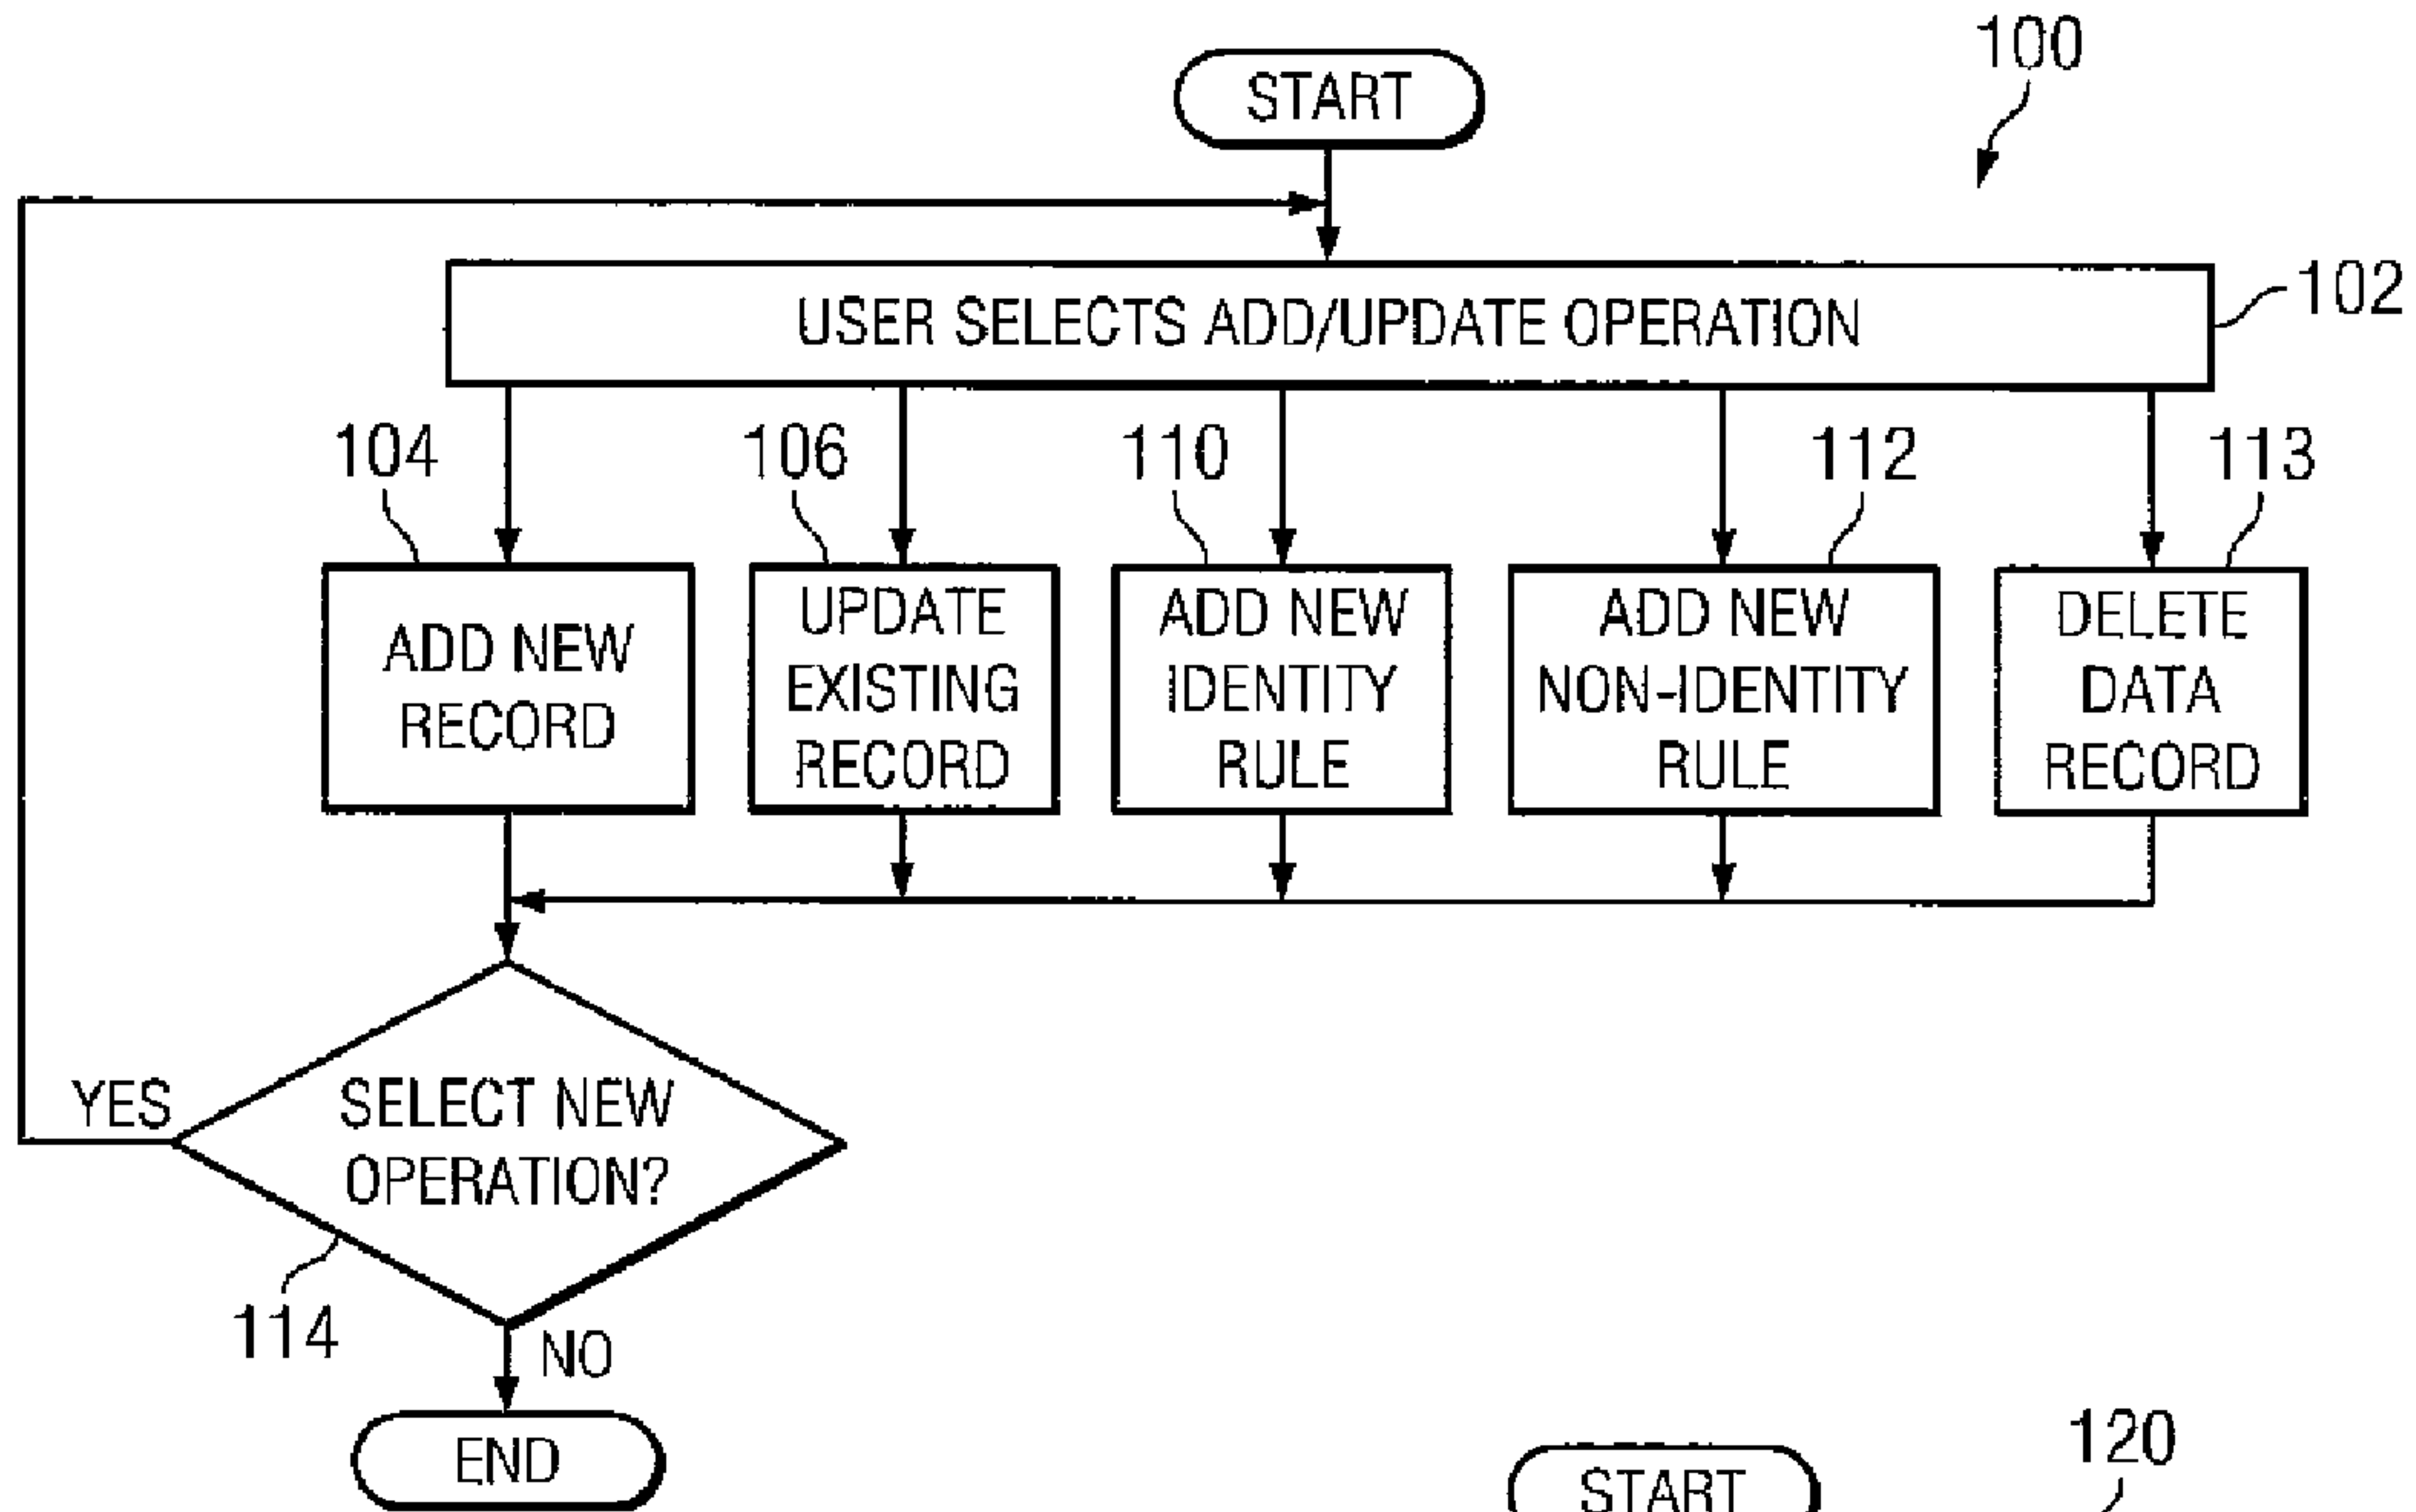 100
START
USER SELECTS ADD/UPDATE OPERATION
102
104
106
110
112
113
ADD NEW
RECORD
UPDATE
EXISTING
RECORD
ADD NEW
IDENTITY
RULE
ADD NEW
NON-IDENTITY
RULE
DELETE
DATA
RECORD
YES
SELECT NEW
OPERATION?
114
NO
END
START
120